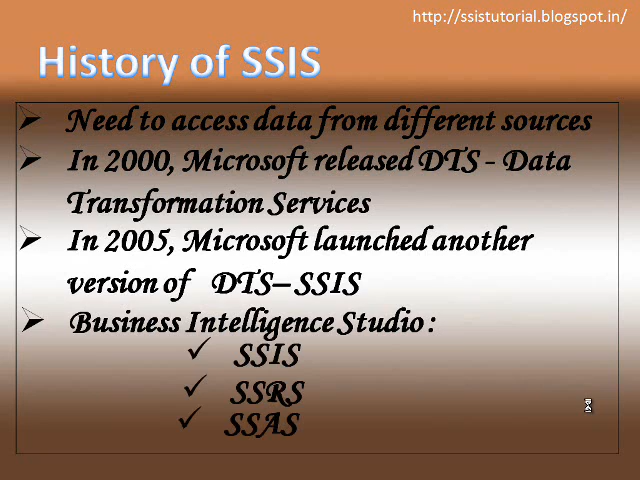 http://ssistutorial.blogspot.in/
History of SSIS
Need to access data from different sources
In 2000, Microsoft released DTS - Data
Transformation Services
In 2005, Microsoft launched another
version of DTS– SSIS
Business Intelligence Studio :
SSIS
SSRS
SSAS